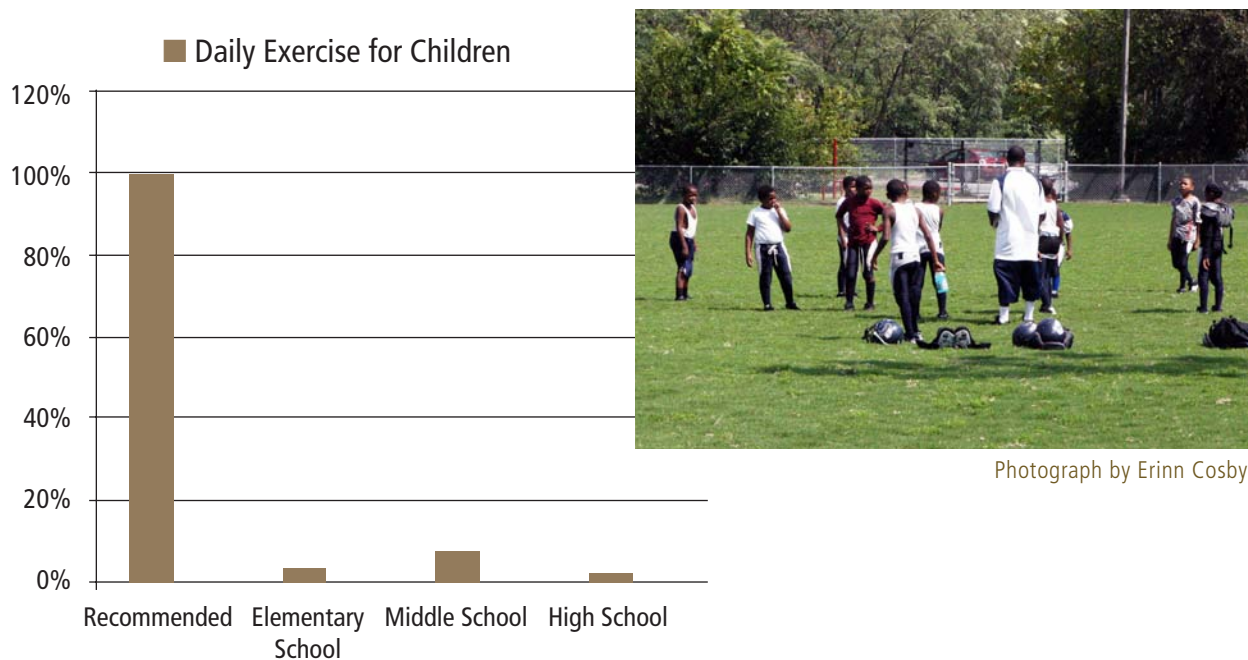 Daily Exercise for Children
120%
100%
80%
60%
40%
20%
0%
Recommended
Elementary
School
Middle School
High School
Photograph by Erinn Cosby